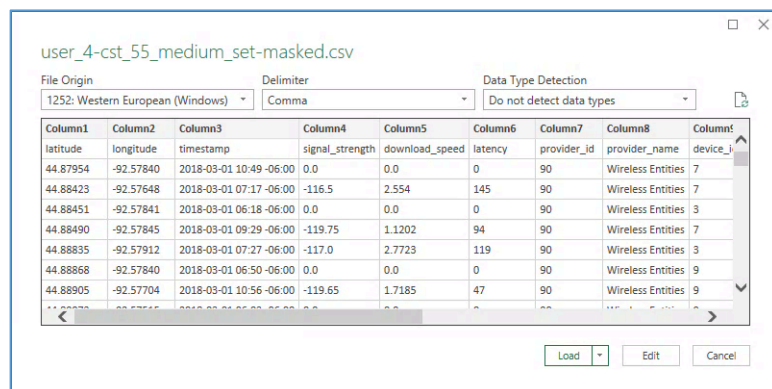 user_4-cst_55_medium_set-masked.csv
File Origin Delimiter Data Type Detection
1252: Western European (Windows) Comma Do not detect data types
Column1 Column2 Column3 Column4 Column5 Column6 Column7 Column8
latitude longitude timestamp signal_strength download_speed latency provider_id provider_name
44.87954 -92.57840 2018-03-01 10:49 -06:00 0.0 0.0 0 90 Wireless Entities 7
44.88423 -92.57648 2018-03-01 07:17 -06:00 -116.5 2.554 145 90 Wireless Entities 7
44.88451 -92.57841 2018-03-01 06:18 -06:00 0.0 0.0 0 90 Wireless Entities 3
44.88490 -92.57845 2018-03-01 09:29 -06:00 -119.75 1.1202 94 90 Wireless Entities 7
44.88835 -92.57912 2018-03-01 07:27 -06:00 -117.0 2.7723 119 90 Wireless Entities 3
44.88868 -92.57840 2018-03-01 06:50 -06:00 0.0 0.0 0 90 Wireless Entities 9
44.88905 -92.57704 2018-03-01 10:56 -06:00 -119.65 1.7185 47 90 Wireless Entities 9
Load Edit Cancel